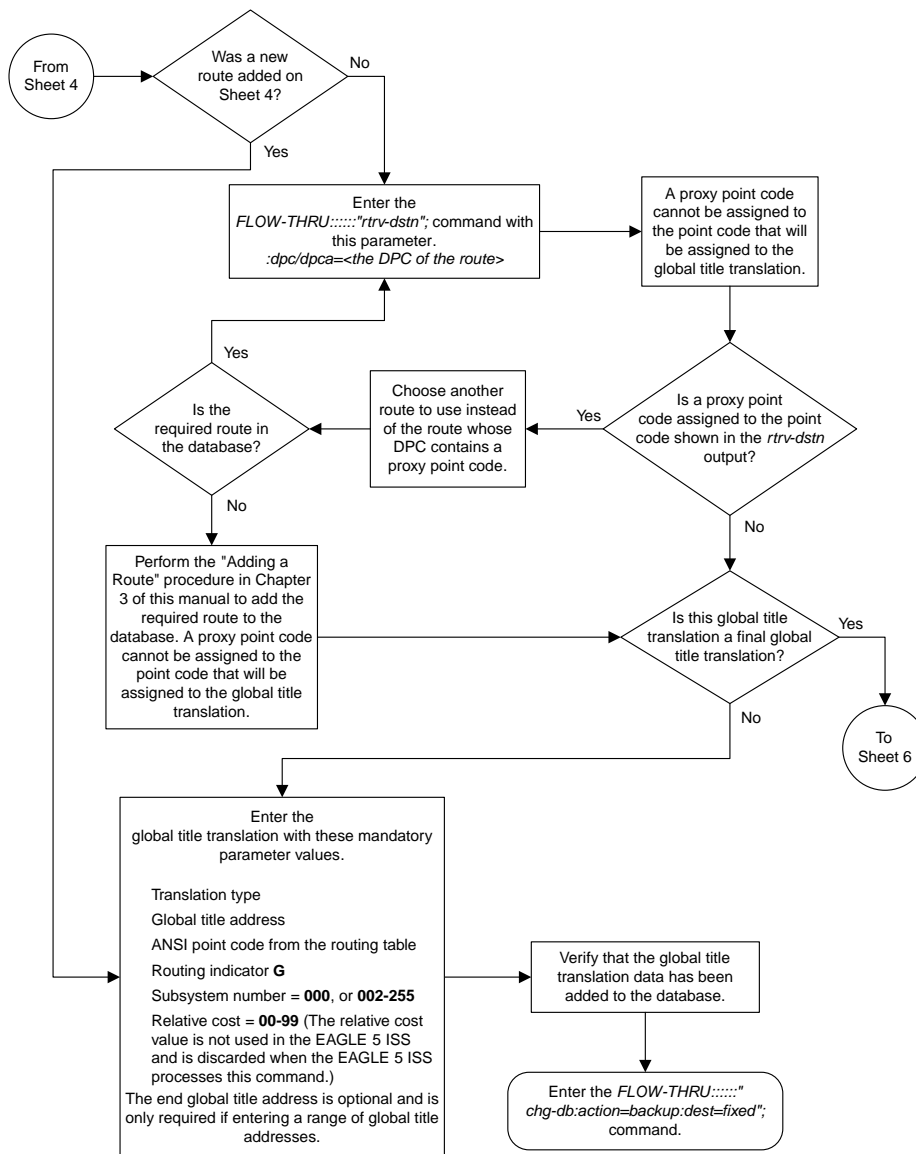 From
Sheet 4
Was a new
route added on
Sheet 4?
No
Yes
Enter the
FLOW-THRU::::::"rtrv-dstn"; command with
this parameter.
:dpc/dpca=<the DPC of the route>
A proxy point code
cannot be assigned to
the point code that will
be assigned to the
global title translation.
Is a proxy point
code assigned to the point
code shown in the rtrv-dstn
output?
Yes
No
Choose another
route to use instead
of the route whose
DPC contains a
proxy point code.
Is the
required route in
the database?
Yes
No
Perform the "Adding a
Route" procedure in Chapter
3 of this manual to add the
required route to the
database. A proxy point code
cannot be assigned to the
point code that will be
assigned to the global title
translation.
Is this global title
translation a final global
title translation?
Yes
No
To
Sheet 6
Enter the
global title translation with these mandatory
parameter values.
Translation type
Global title address
ANSI point code from the routing table
Routing indicator G
Subsystem number = 000, or 002-255
Relative cost = 00-99 (The relative cost
value is not used in the EAGLE 5 ISS
and is discarded when the EAGLE 5 ISS
processes this command.)
The end global title address is optional and is
only required if entering a range of global title
addresses.
Verify that the global title
translation data has been
added to the database.
Enter the FLOW-THRU::::::"
chg-db:action=backup:dest=fixed";
command.